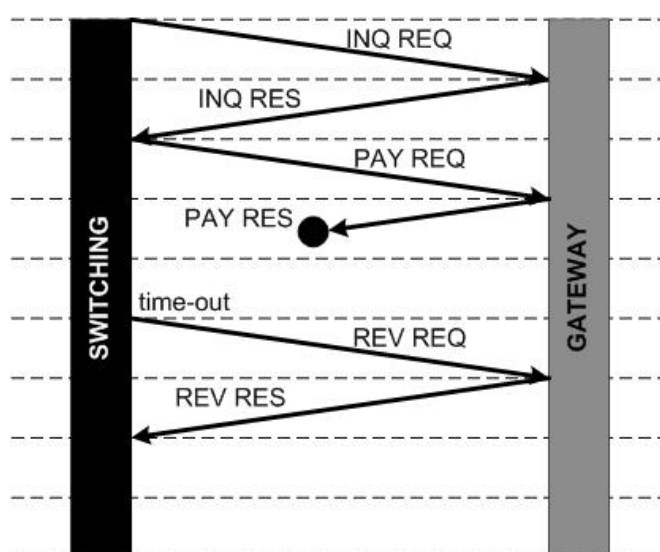 INQ REQ
INQ RES
PAY REQ
PAY RES
SWITCHING
GATEWAY
time-out
REV REQ
REV RES